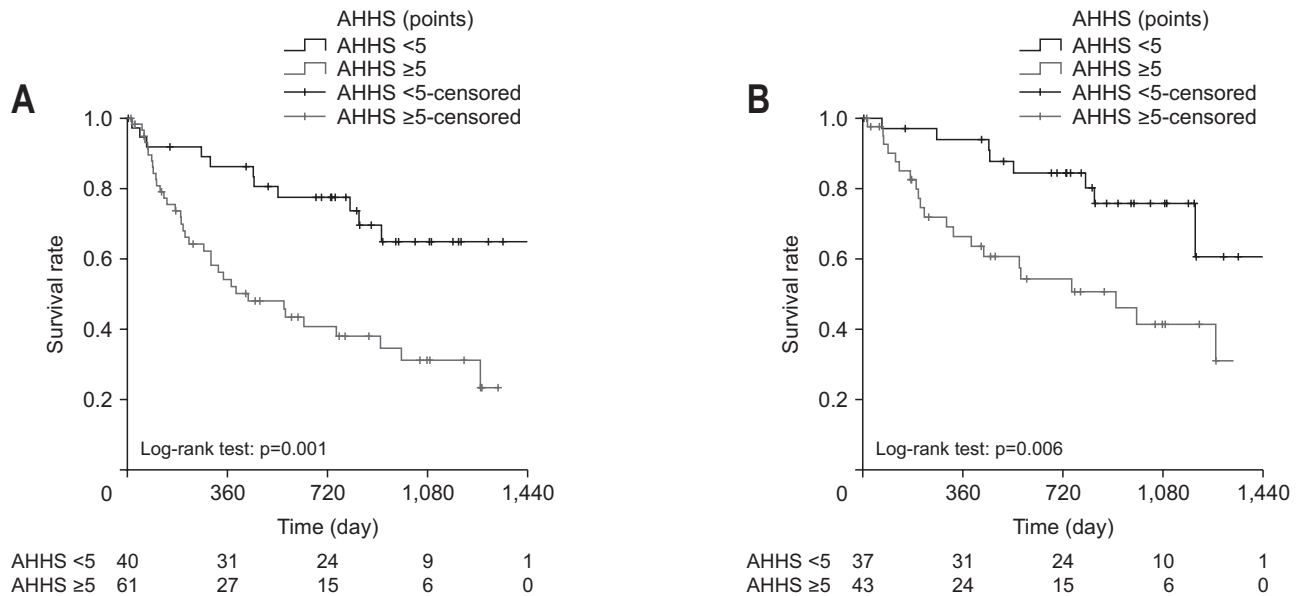 A
AHHS (points)
AHHS <5
AHHS ≥5
AHHS <5-censored
AHHS ≥5-censored
1.0
0.8
0.6
0.4
0.2
0
Survival rate
Log-rank test: p=0.001
360 720 1,080 1,440
Time (day)
AHHS <5 40 31 24 9 1
AHHS ≥5 61 27 15 6 0
B
AHHS (points)
AHHS <5
AHHS ≥5
AHHS <5-censored
AHHS ≥5-censored
1.0
0.8
0.6
0.4
0.2
0
Survival rate
Log-rank test: p=0.006
360 720 1,080 1,440
Time (day)
AHHS <5 37 31 24 10 1
AHHS ≥5 43 24 15 6 0